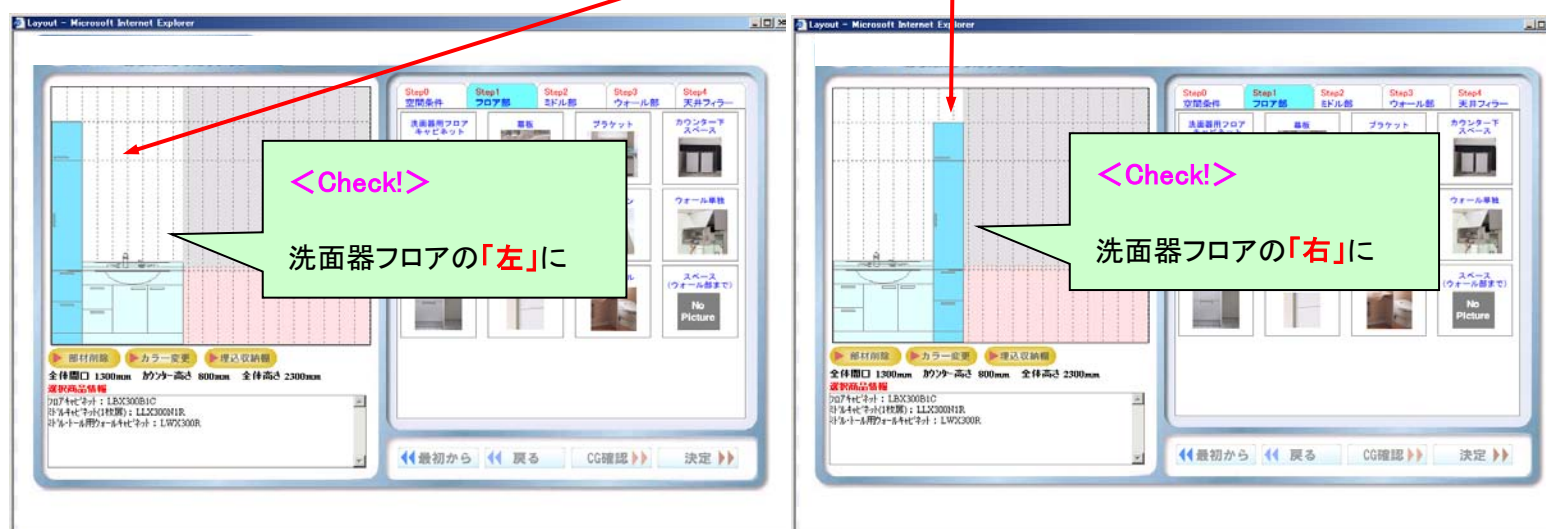 Layout - Microsoft Internet Explorer
Step0
空間条件
Step1
フロア部
Step2
ミドル部
Step3
ウォール部
Step4
天井フィラー
洗面器用フロア
キャビネット
幕板
ブラケット
カウンター下
スペース
ウォール単独
スペース
(ウォール部まで)
No
Picture
<Check!>
洗面器フロアの「左」に
部材削除
カラー変更
埋込収納棚
全体間口 1300mm カウンター高さ 800mm 全体高さ 2300mm
選択商品情報
フロアキャビネット : LBX300B1C
ミドルキャビネット(1枚扉) : LLX300N1R
ミドル・トール用ウォールキャビネット : LWX300R
最初から
戻る
CG確認
決定
Layout - Microsoft Internet Explorer
Step0
空間条件
Step1
フロア部
Step2
ミドル部
Step3
ウォール部
Step4
天井フィラー
洗面器用フロア
キャビネット
幕板
ブラケット
カウンター下
スペース
ウォール単独
スペース
(ウォール部まで)
No
Picture
<Check!>
洗面器フロアの「右」に
部材削除
カラー変更
埋込収納棚
全体間口 1300mm カウンター高さ 800mm 全体高さ 2300mm
選択商品情報
フロアキャビネット : LBX300B1C
ミドルキャビネット(1枚扉) : LLX300N1R
ミドル・トール用ウォールキャビネット : LWX300R
最初から
戻る
CG確認
決定